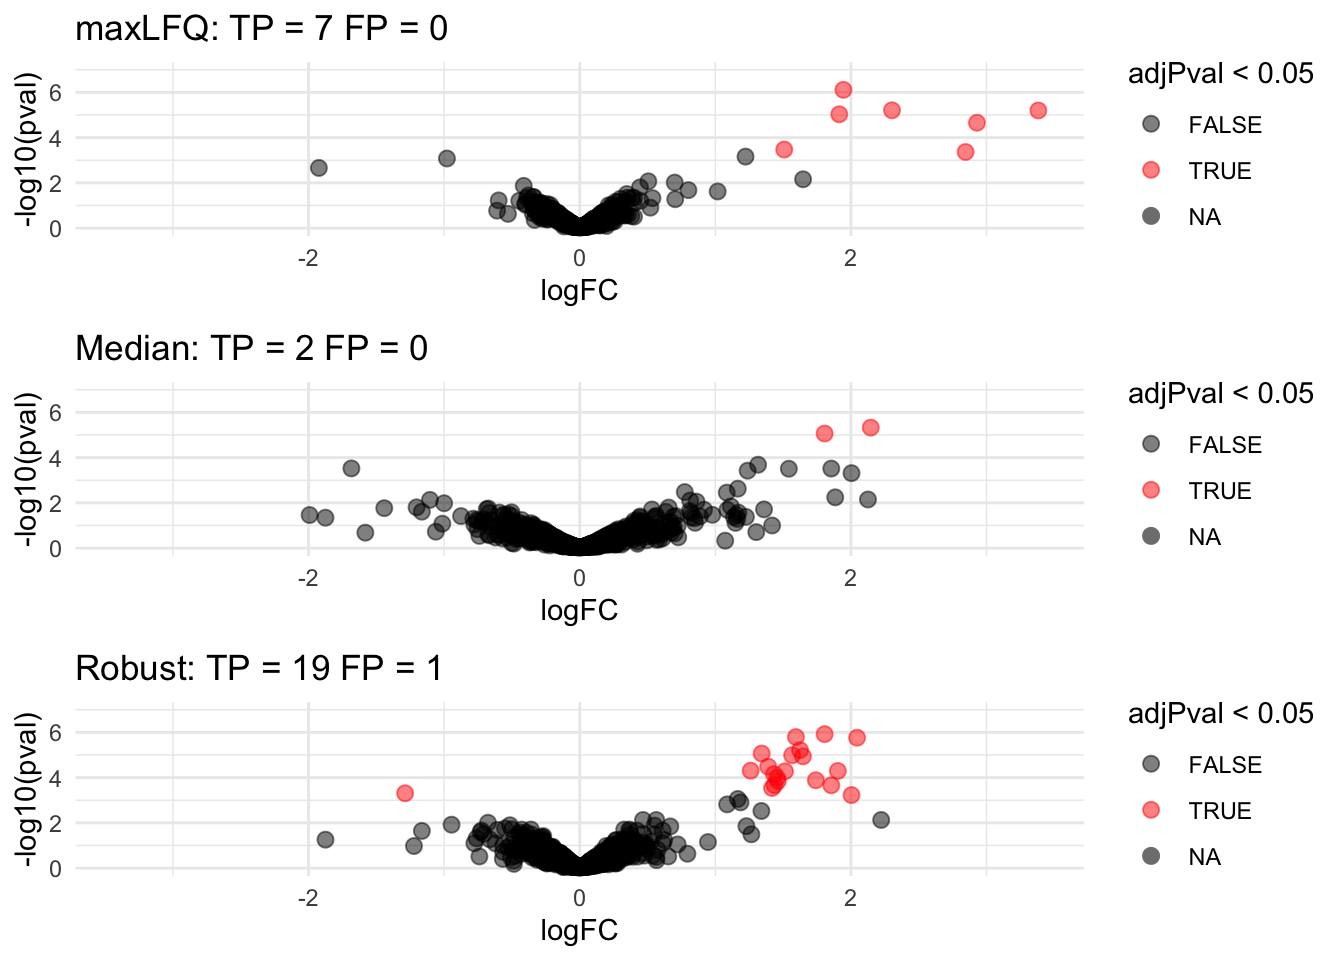 maxLFQ: TP = 7 FP = 0
-log10(pval)
6
4
2
0
-2
0
2
logFC
adjPval < 0.05
FALSE
TRUE
NA
Median: TP = 2 FP = 0
-log10(pval)
6
4
2
0
-2
0
2
logFC
adjPval < 0.05
FALSE
TRUE
NA
Robust: TP = 19 FP = 1
-log10(pval)
6
4
2
0
-2
0
2
logFC
adjPval < 0.05
FALSE
TRUE
NA